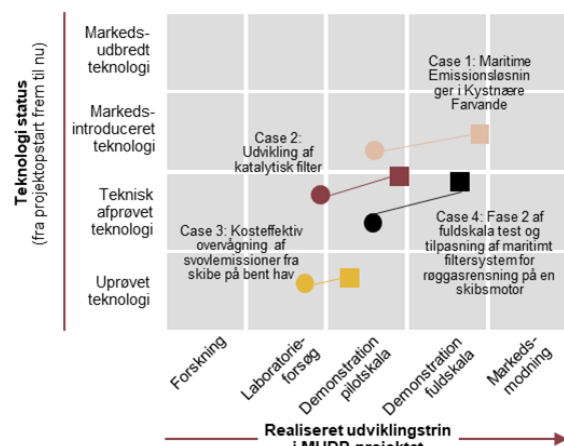 Teknologi status
(fra projektopstart frem til nu)
Markeds-
udbredt
teknologi
Markeds-
introduceret
teknologi
Teknisk
afprøvet
teknologi
Uprøvet
teknologi
Case 1: Maritime
Emissionsløsnin
ger i Kystnære
Farvande
Case 2:
Udvikling af
katalytisk filter
Case 3: Kosteffektiv
overvågning af
svovlemissioner fra
skibe på bent hav
Case 4: Fase 2 af
fuldskala test og
tilpasning af maritimt
filtersystem for
røggasrensning på en
skibsmotor
Forskning
Laboratorie-
forsøg
Demonstration
pilotskala
Demonstration
fuldskala
Markeds-
modning
Realiseret udviklingstrin
i MUDP projektet